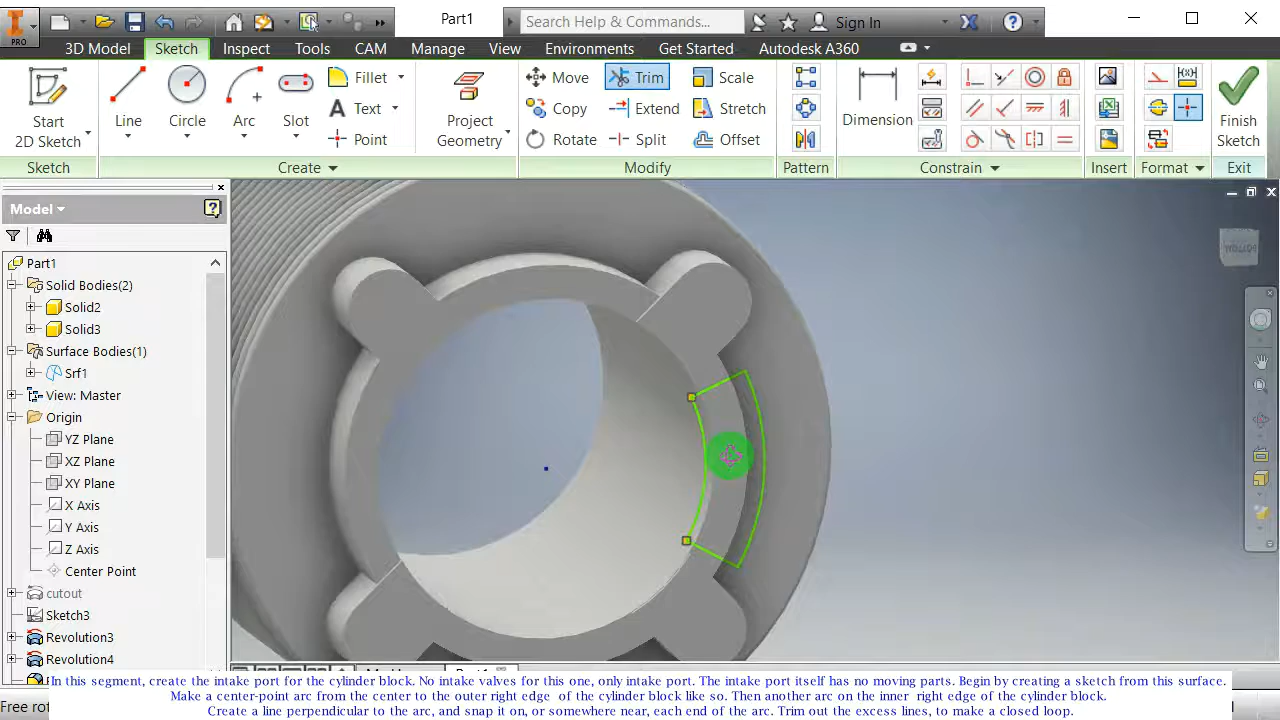 PRO
Part1
Search Help & Commands...
Sign In
3D Model Sketch Inspect Tools CAM Manage View Environments Get Started Autodesk A360
Start
2D Sketch
Line
Circle
Arc
Slot
Fillet
Text
Point
Project
Geometry
Move
Copy
Rotate
Trim
Extend
Split
Scale
Stretch
Offset
Dimension
Finish
Sketch
Sketch Create Modify Pattern Constrain Insert Format Exit
Model
Part1
Solid Bodies(2)
Solid2
Solid3
Surface Bodies(1)
Srf1
View: Master
Origin
YZ Plane
XZ Plane
XY Plane
X Axis
Y Axis
Z Axis
Center Point
cutout
Sketch3
Revolution3
Revolution4
BOTTOM
Part1
In this segment, create the intake port for the cylinder block. No intake valves for this one, only intake port. The intake port itself has no moving parts. Begin by creating a sketch from this surface.
Make a center-point arc from the center to the outer right edge of the cylinder block like so. Then another arc on the inner right edge of the cylinder block.
Create a line perpendicular to the arc, and snap it on, or somewhere near, each end of the arc. Trim out the excess lines, to make a closed loop.
Free rot